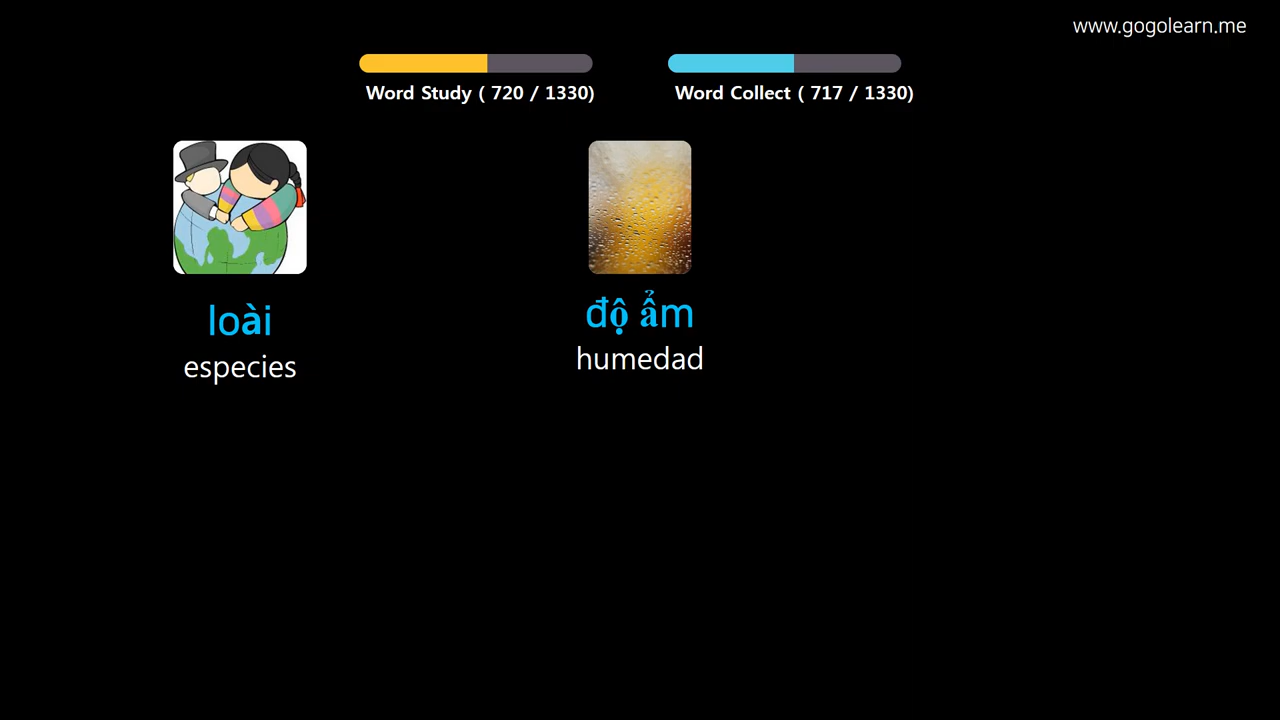 www.gogolearn.me
Word Study ( 720 / 1330)
Word Collect ( 717 / 1330)
loài
especies
độ ẩm
humedad